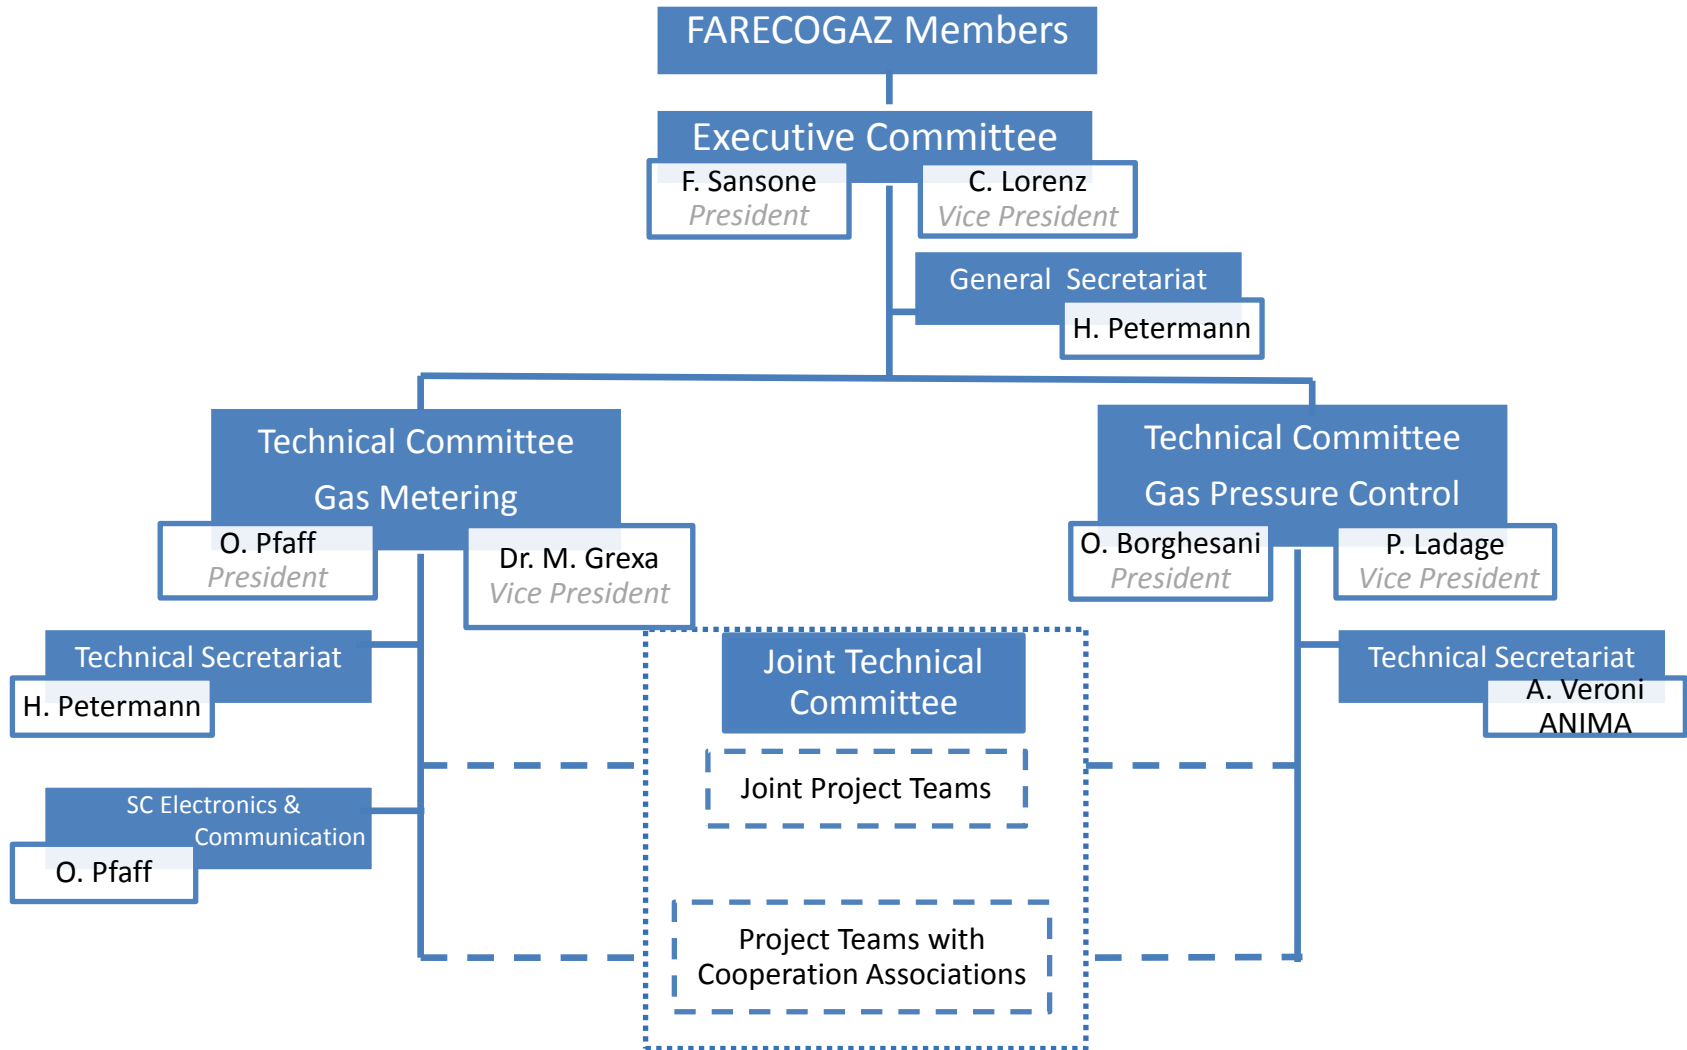 FARECOGAZ Members
Executive Committee
F. Sansone
President
C. Lorenz
Vice President
General Secretariat
H. Petermann
Technical Committee
Gas Metering
O. Pfaff
President
Dr. M. Grexa
Vice President
Technical Committee
Gas Pressure Control
O. Borghesani
President
P. Ladage
Vice President
Technical Secretariat
H. Petermann
Joint Technical
Committee
Technical Secretariat
A. Veroni
ANIMA
Joint Project Teams
SC Electronics &
Communication
O. Pfaff
Project Teams with
Cooperation Associations